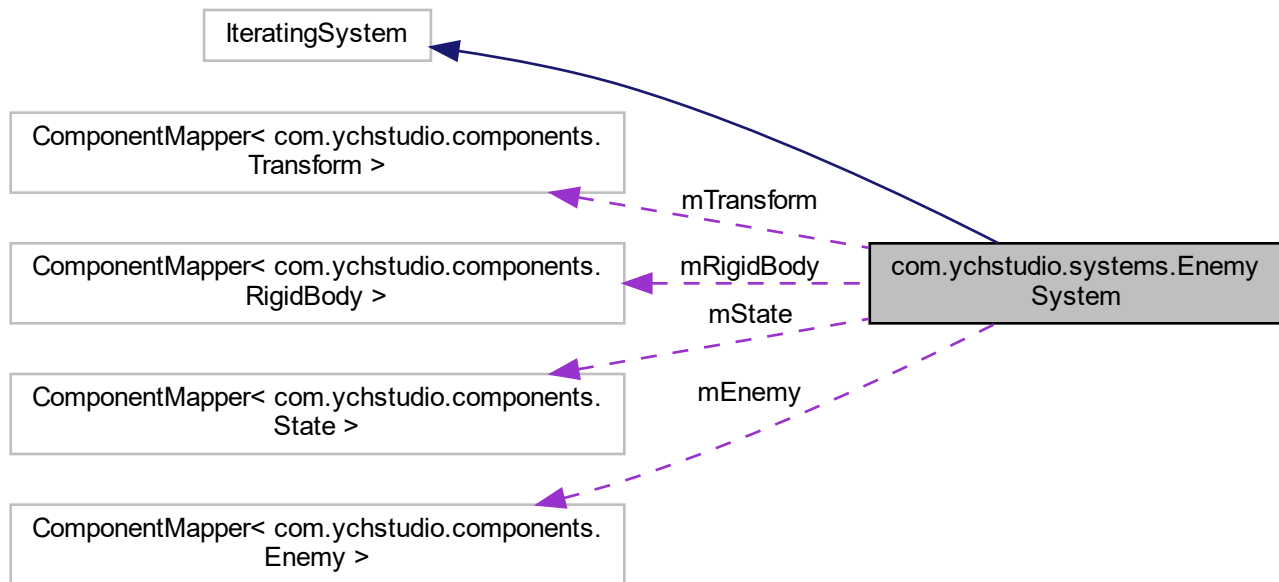 IteratingSystem
ComponentMapper< com.ychstudio.components.
Transform >
mTransform
ComponentMapper< com.ychstudio.components.
RigidBody >
mRigidBody
com.ychstudio.systems.Enemy
System
mState
ComponentMapper< com.ychstudio.components.
State >
mEnemy
ComponentMapper< com.ychstudio.components.
Enemy >